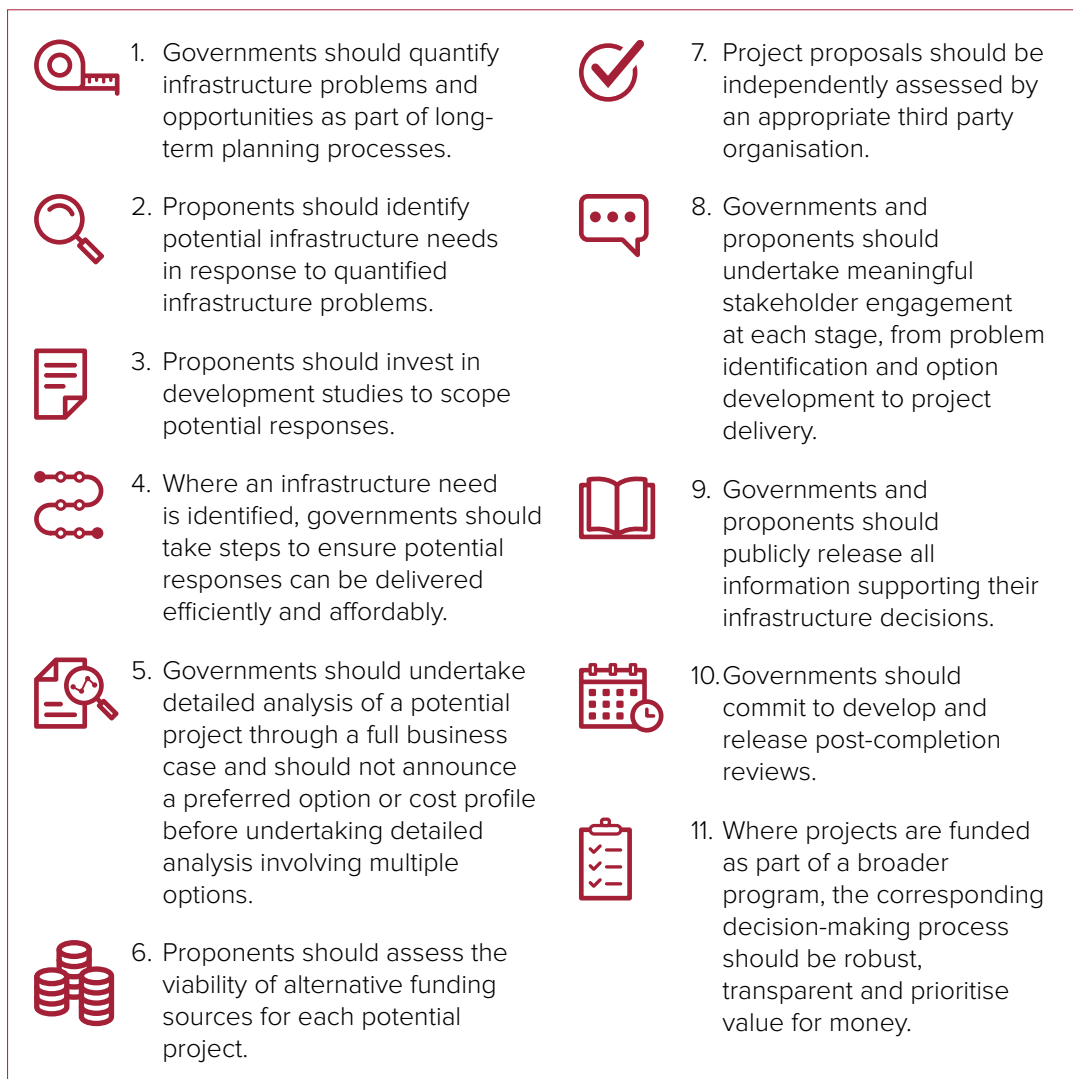 1. Governments should quantify
infrastructure problems and
opportunities as part of long-
term planning processes.
2. Proponents should identify
potential infrastructure needs
in response to quantified
infrastructure problems.
3. Proponents should invest in
development studies to scope
potential responses.
4. Where an infrastructure need
is identified, governments should
take steps to ensure potential
responses can be delivered
efficiently and affordably.
5. Governments should undertake
detailed analysis of a potential
project through a full business
case and should not announce
a preferred option or cost profile
before undertaking detailed
analysis involving multiple
options.
6. Proponents should assess the
viability of alternative funding
sources for each potential
project.
7. Project proposals should be
independently assessed by
an appropriate third party
organisation.
8. Governments and
proponents should
undertake meaningful
stakeholder engagement
at each stage, from problem
identification and option
development to project
delivery.
9. Governments and
proponents should
publicly release all
information supporting their
infrastructure decisions.
10. Governments should
commit to develop and
release post-completion
reviews.
11. Where projects are funded
as part of a broader
program, the corresponding
decision-making process
should be robust,
transparent and prioritise
value for money.